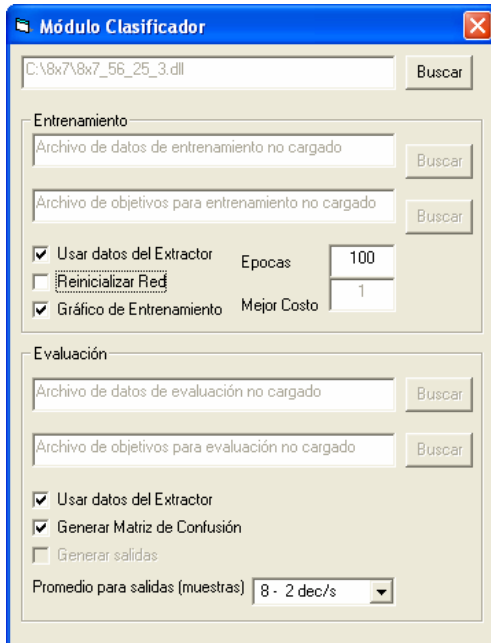 Módulo Clasificador
C:\8x7\8x7_56_25_3.dll Buscar
Entrenamiento
Archivo de datos de entrenamiento no cargado Buscar
Archivo de objetivos para entrenamiento no cargado Buscar
Usar datos del Extractor
Epocas 100
Reinicializar Red
Mejor Costo 1
Gráfico de Entrenamiento
Evaluación
Archivo de datos de evaluación no cargado Buscar
Archivo de objetivos para evaluación no cargado Buscar
Usar datos del Extractor
Generar Matriz de Confusión
Generar salidas
Promedio para salidas (muestras) 8 - 2 dec/s